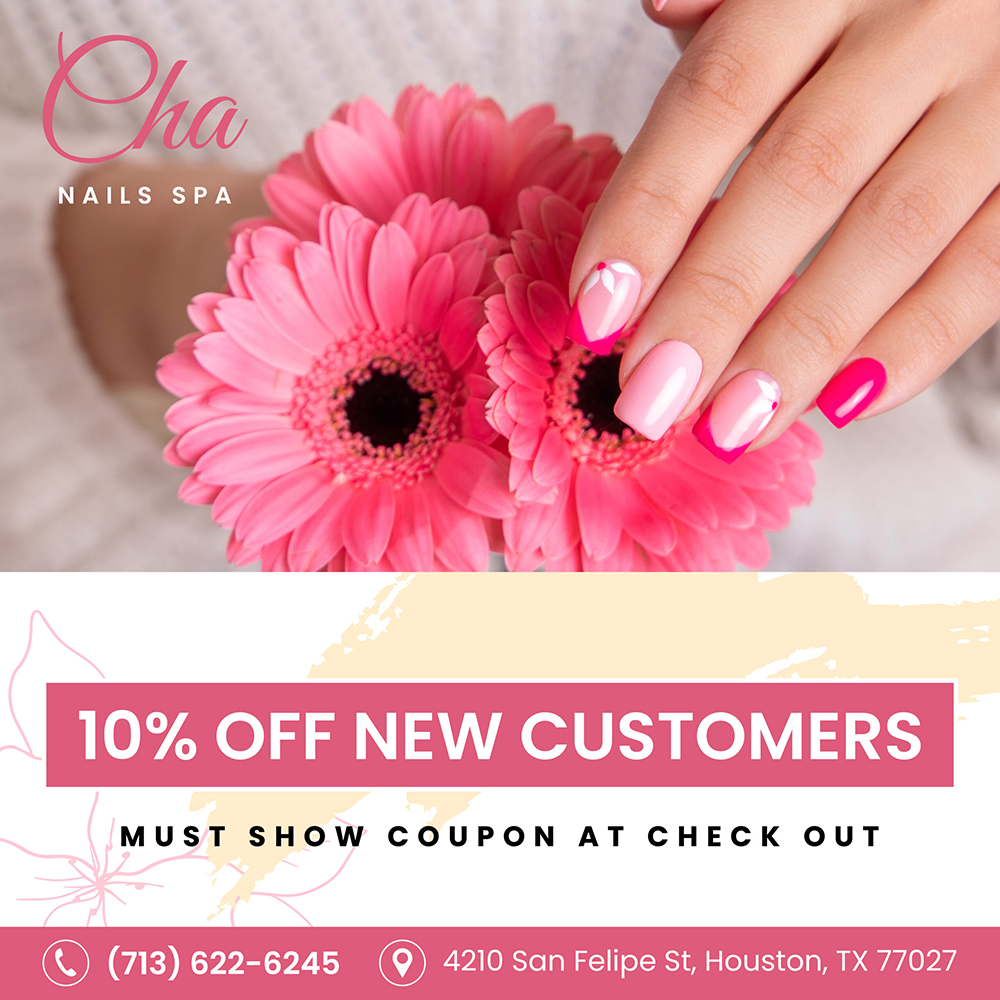 Cha
NAILS SPA
10% OFF NEW CUSTOMERS
MUST SHOW COUPON AT CHECK OUT
(713) 622-6245
4210 San Felipe St, Houston, TX 77027